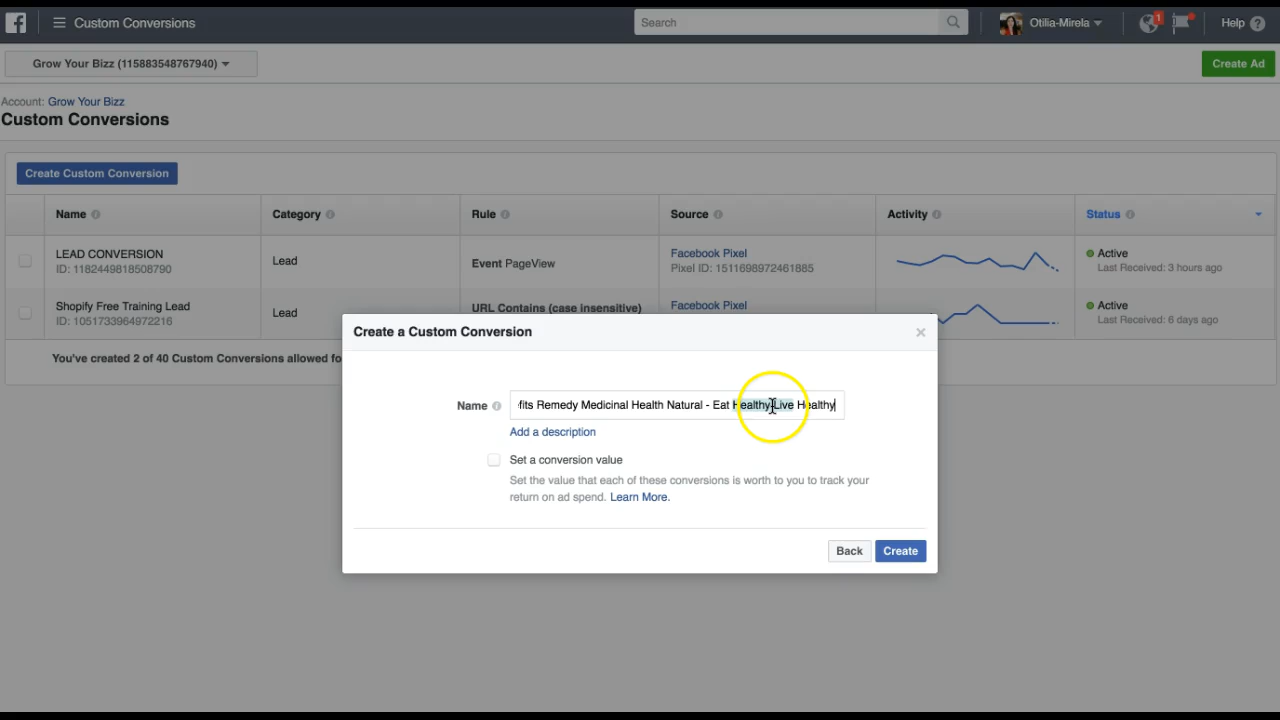 Custom Conversions
Search
Otilia-Mirela
1
Help
Grow Your Bizz (115883548767940)
Create Ad
Account: Grow Your Bizz
Custom Conversions
Create Custom Conversion
Name Category Rule Source Activity Status
LEAD CONVERSION
ID: 1182449818508790
Lead
Event PageView
Facebook Pixel
Pixel ID: 1511698972461885
Active
Last Received: 3 hours ago
Shopify Free Training Lead
ID: 1051733964972216
Lead
URL Contains (case insensitive)
Facebook Pixel
Active
Last Received: 6 days ago
You've created 2 of 40 Custom Conversions allowed
Create a Custom Conversion
Name
fits Remedy Medicinal Health Natural - Eat Healthy Live Healthy
Add a description
Set a conversion value
Set the value that each of these conversions is worth to you to track your
return on ad spend. Learn More.
Back
Create